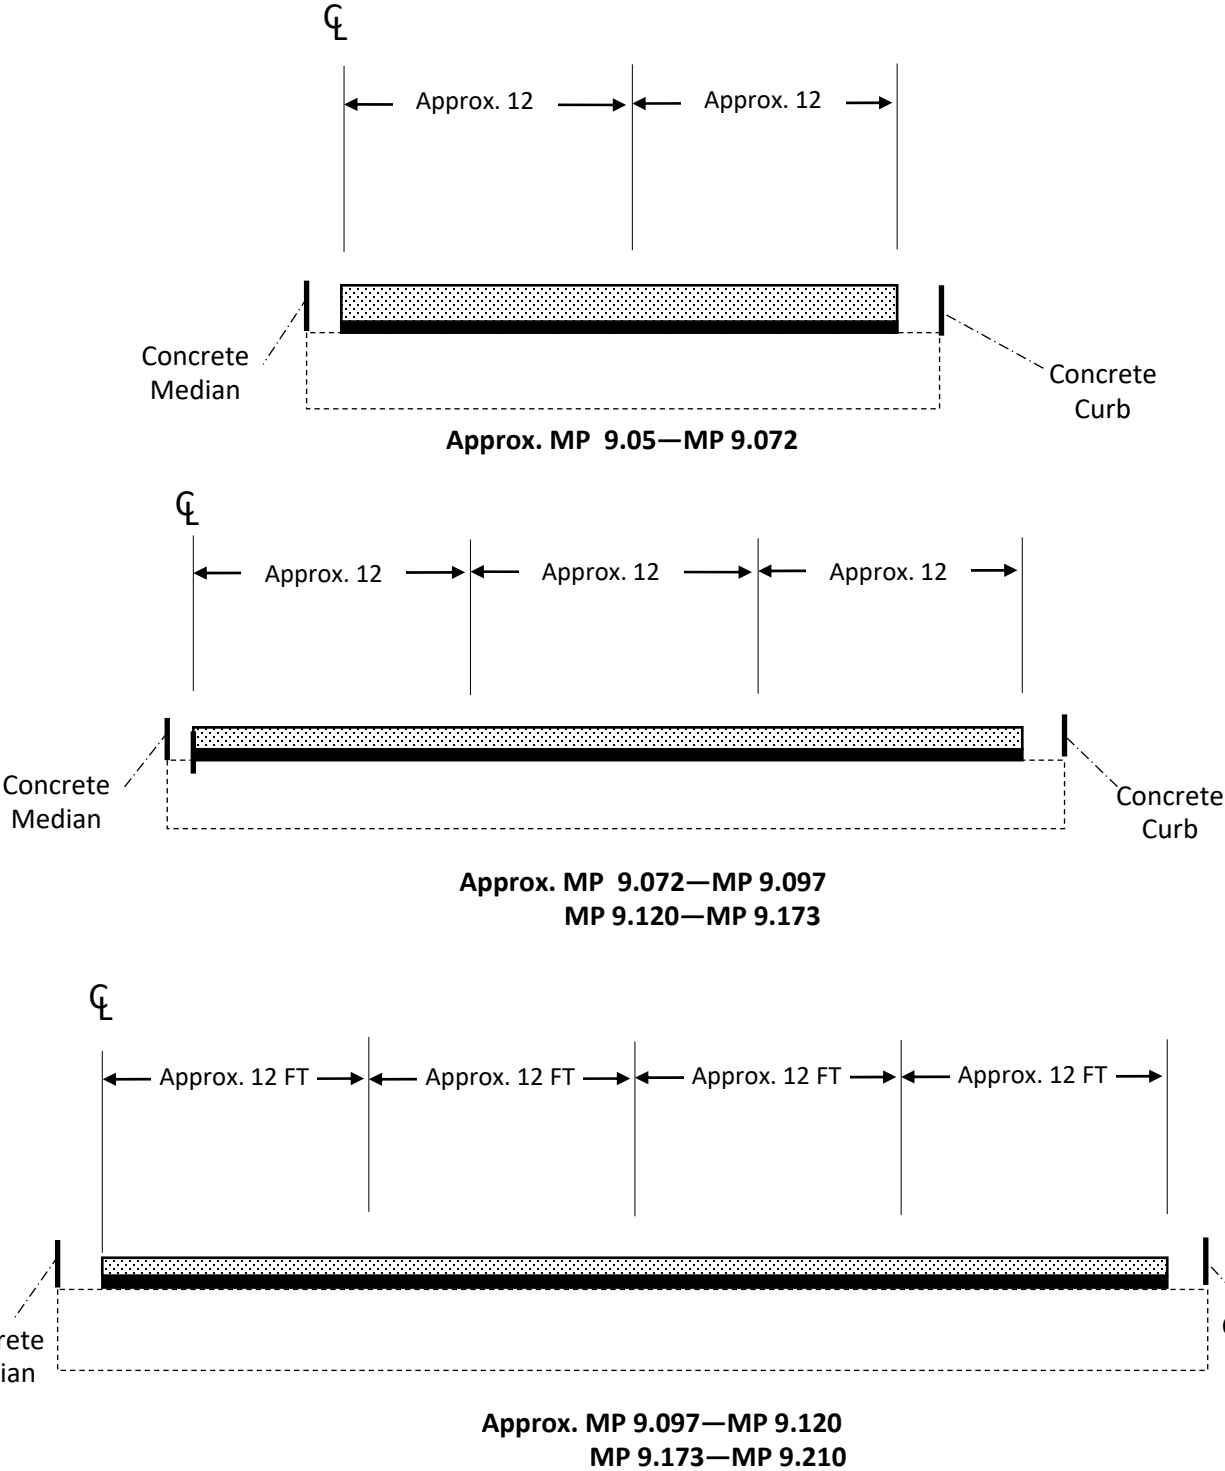 ℄
Approx. 12 Approx. 12
Concrete
Median
Concrete
Curb
Approx. MP 9.05—MP 9.072
℄
Approx. 12 Approx. 12 Approx. 12
Concrete
Median
Concrete
Curb
Approx. MP 9.072—MP 9.097
MP 9.120—MP 9.173
℄
Approx. 12 FT Approx. 12 FT Approx. 12 FT Approx. 12 FT
rete
ian
Approx. MP 9.097—MP 9.120
MP 9.173—MP 9.210